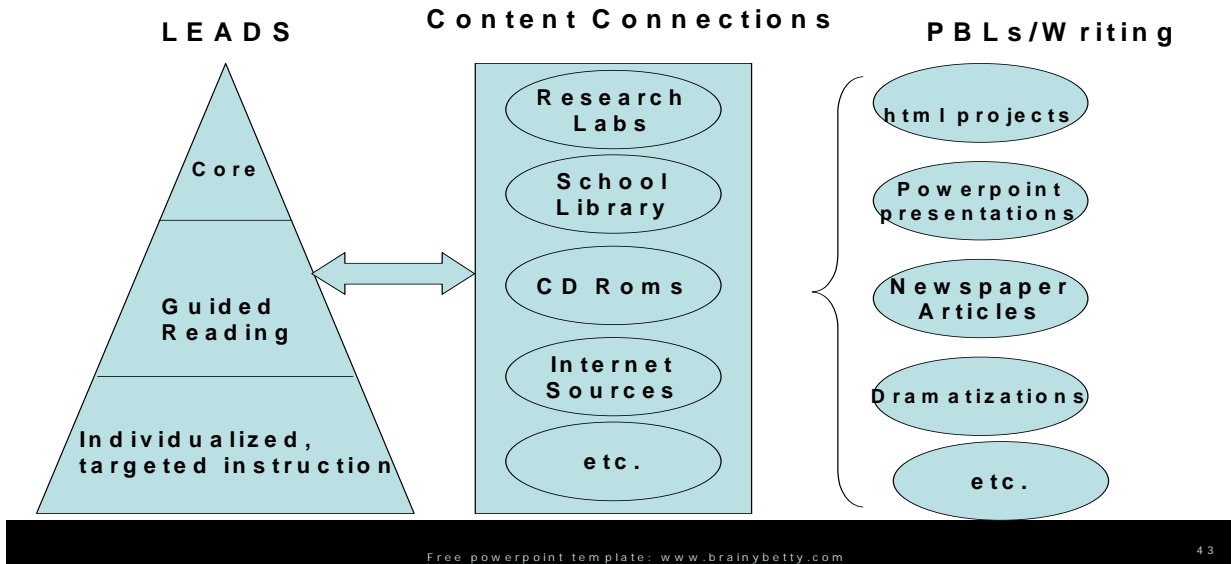 LEADS
Content Connections
PBLs/Writing
Core
Guided
Reading
Individualized,
targeted instruction
Research
Labs
School
Library
CD Roms
Internet
Sources
etc.
html projects
Powerpoint
presentations
Newspaper
Articles
Dramatizations
etc.
Free powerpoint template: www.brainybetty.com
43